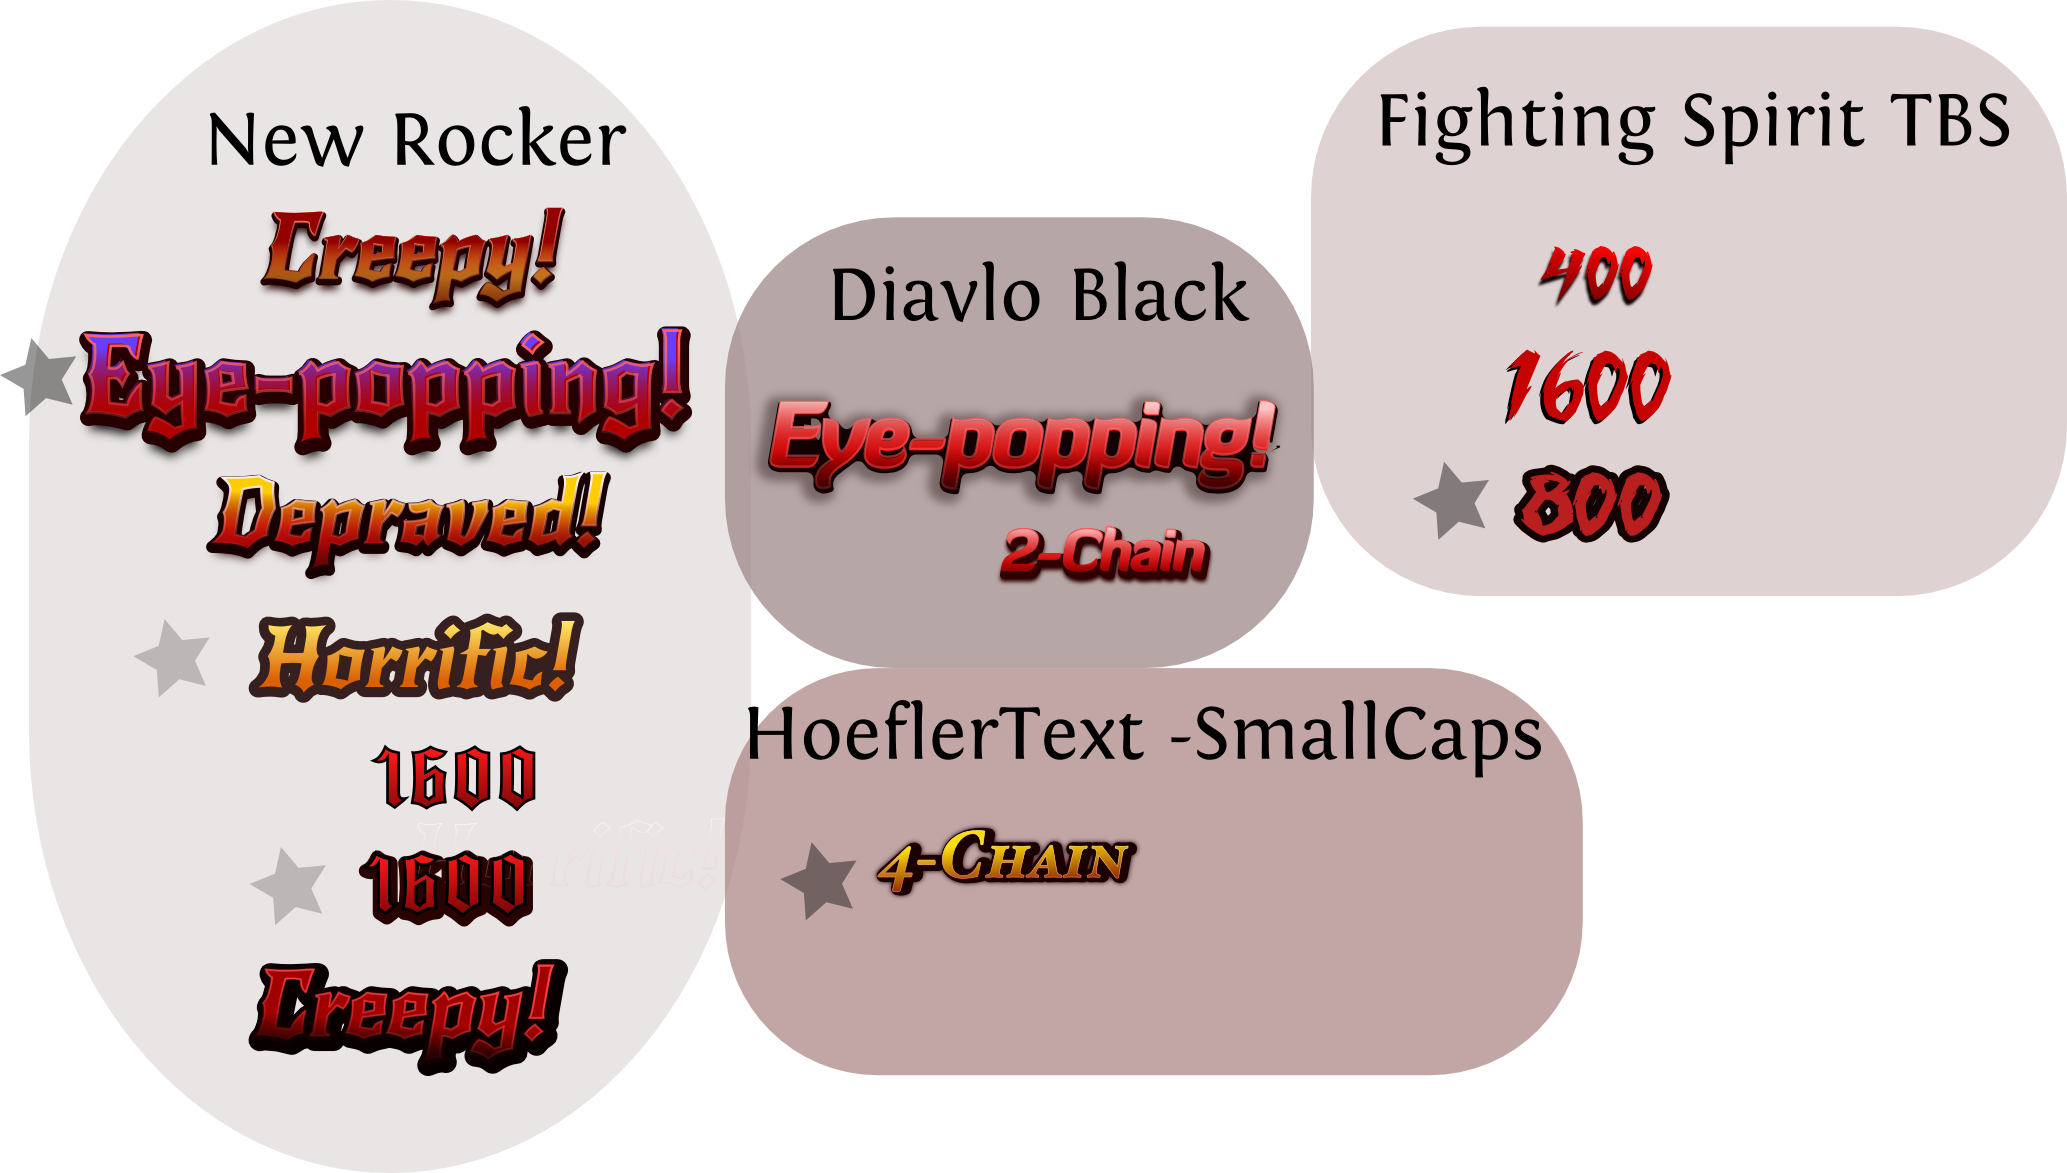 New Rocker
Creepy!
Eye-popping!
Depraved!
Horrific!
1600
1600
Creepy!
Diavlo Black
Eye-popping!
2-Chain
Fighting Spirit TBS
400
1600
800
HoeflerText -SmallCaps
4-Chain